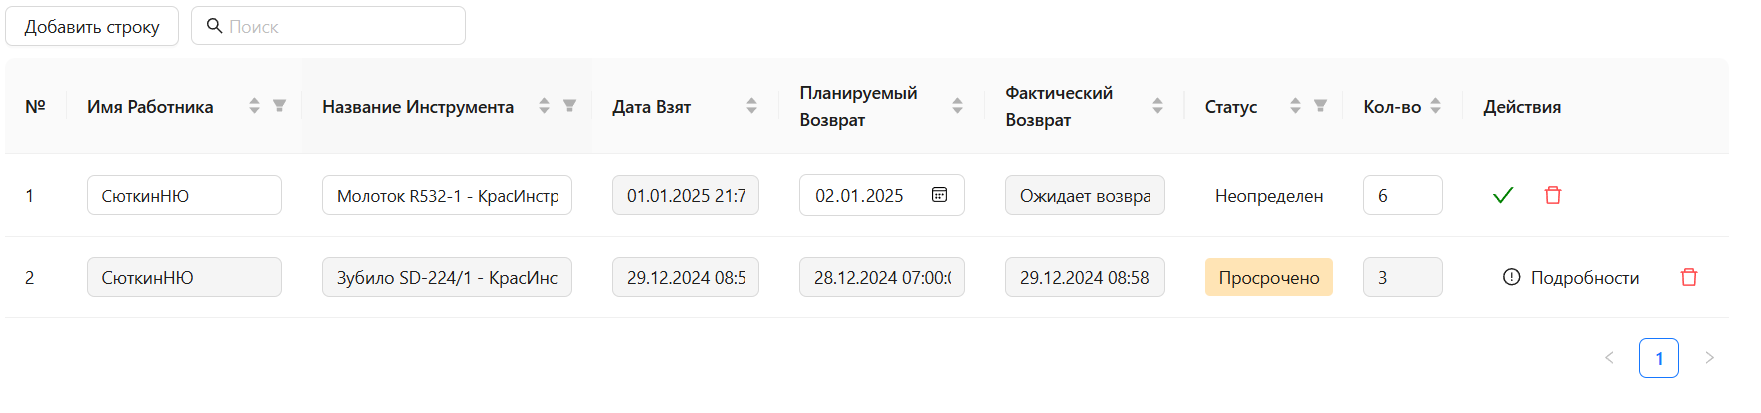 Добавить строку Поиск
№ Имя Работника Название Инструмента Дата Взят Планируемый Возврат Фактический Возврат Статус Кол-во Действия
1 СюткинНЮ Молоток R532-1 - КрасИнстр 01.01.2025 21:7 02.01.2025 Ожидает возвра Неопределен 6
2 СюткинНЮ Зубило SD-224/1 - КрасИнс 29.12.2024 08:5 28.12.2024 07:00:0 29.12.2024 08:58 Просрочено 3 Подробности
1